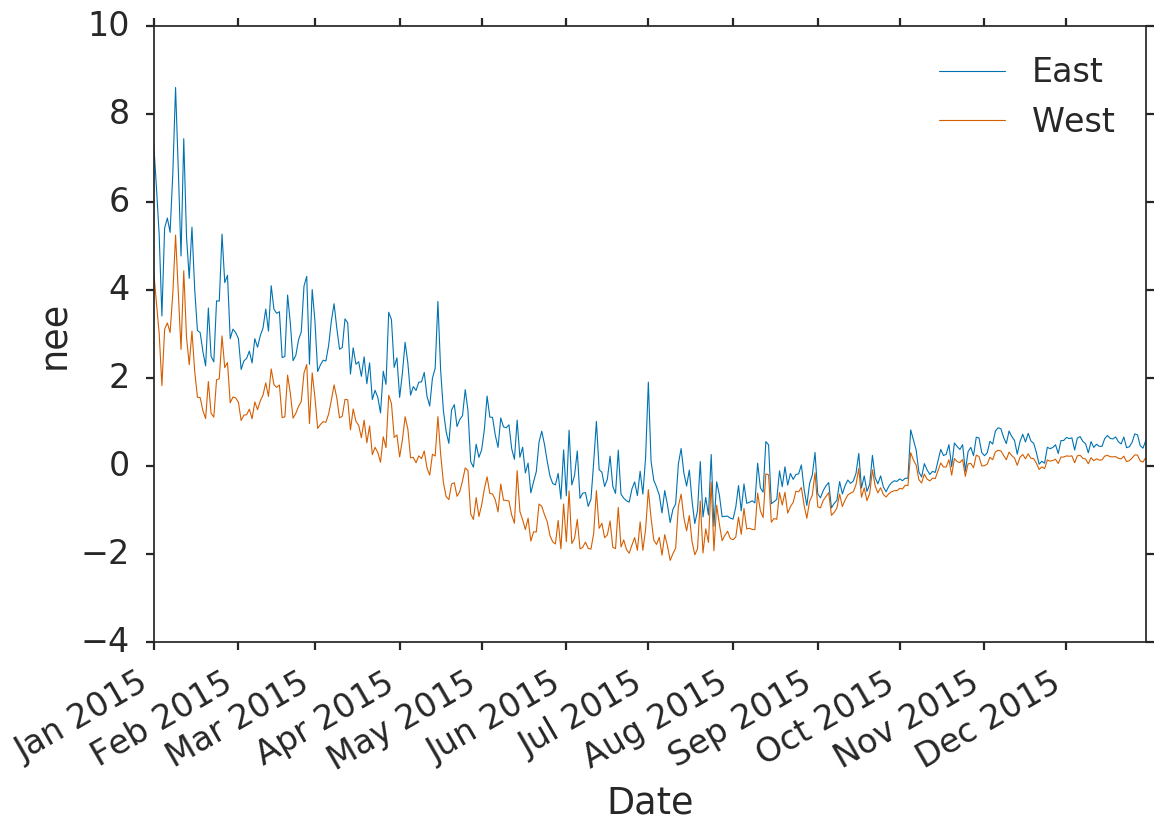 10
8
6
4
2
0
−2
−4
nee
East
West
Jan 2015
Feb 2015
Mar 2015
Apr 2015
May 2015
Jun 2015
Jul 2015
Aug 2015
Sep 2015
Oct 2015
Nov 2015
Dec 2015
Date